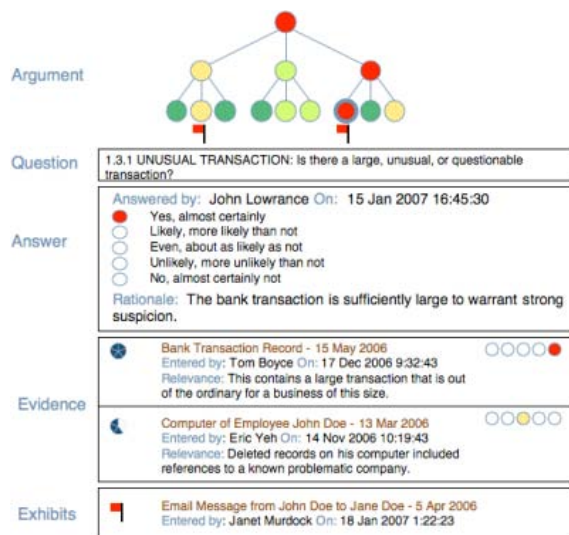 Argument
Question
1.3.1 UNUSUAL TRANSACTION: Is there a large, unusual, or questionable
transaction?
Answered by: John Lowrance On: 15 Jan 2007 16:45:30
Yes, almost certainly
Likely, more likely than not
Even, about as likely as not
Unlikely, more unlikely than not
No, almost certainly not
Answer
Rationale: The bank transaction is sufficiently large to warrant strong
suspicion.
Evidence
Bank Transaction Record - 15 May 2006
Entered by: Tom Boyce On: 17 Dec 2006 9:32:43
Relevance: This contains a large transaction that is out
of the ordinary for a business of this size.
Computer of Employee John Doe - 13 Mar 2006
Entered by: Eric Yeh On: 14 Nov 2006 10:19:43
Relevance: Deleted records on his computer included
references to a known problematic company.
Exhibits
Email Message from John Doe to Jane Doe - 5 Apr 2006
Entered by: Janet Murdock On: 18 Jan 2007 1:22:23